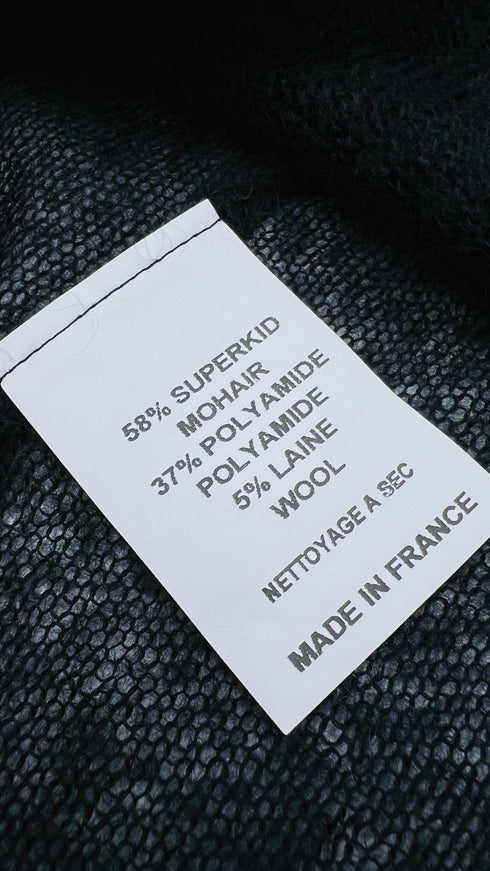 58% SUPERKID
MOHAIR
37% POLYAMIDE
POLYAMIDE
5% LAINE
WOOL
NETTOYAGE A SEC
MADE IN FRANCE